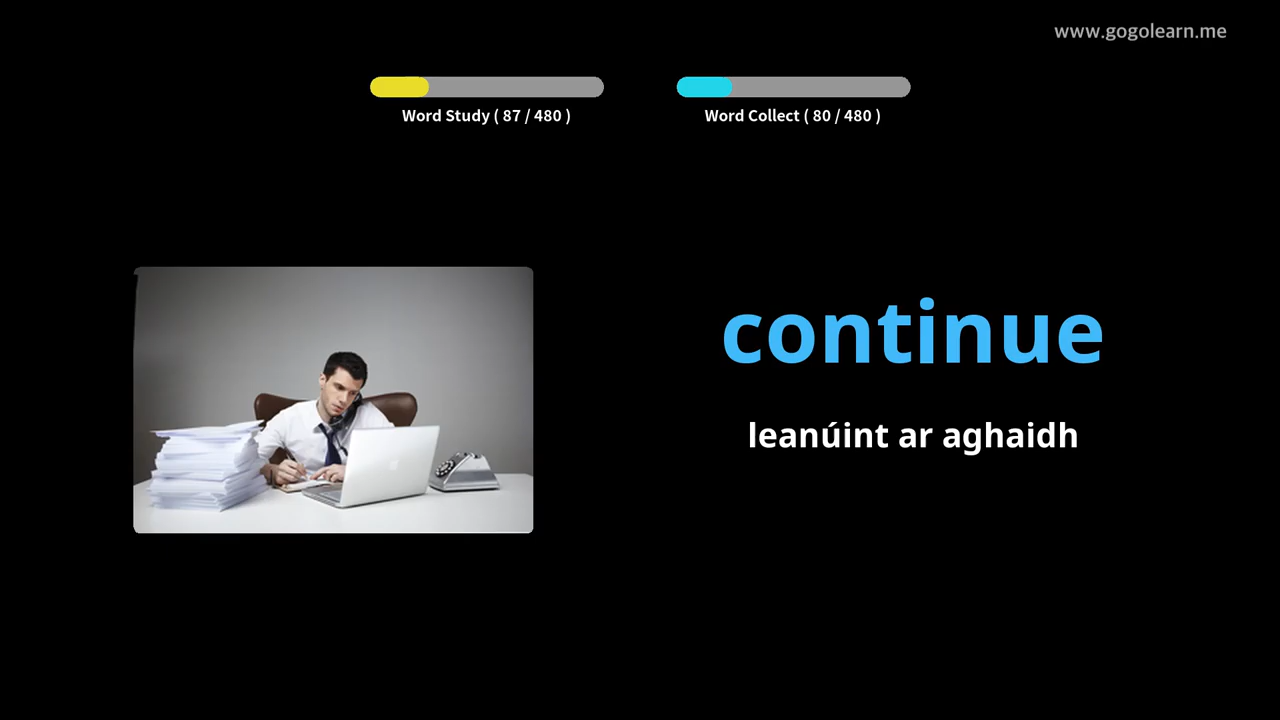 www.gogolearn.me
Word Study ( 87 / 480 )
Word Collect ( 80 / 480 )
continue
leanúint ar aghaidh